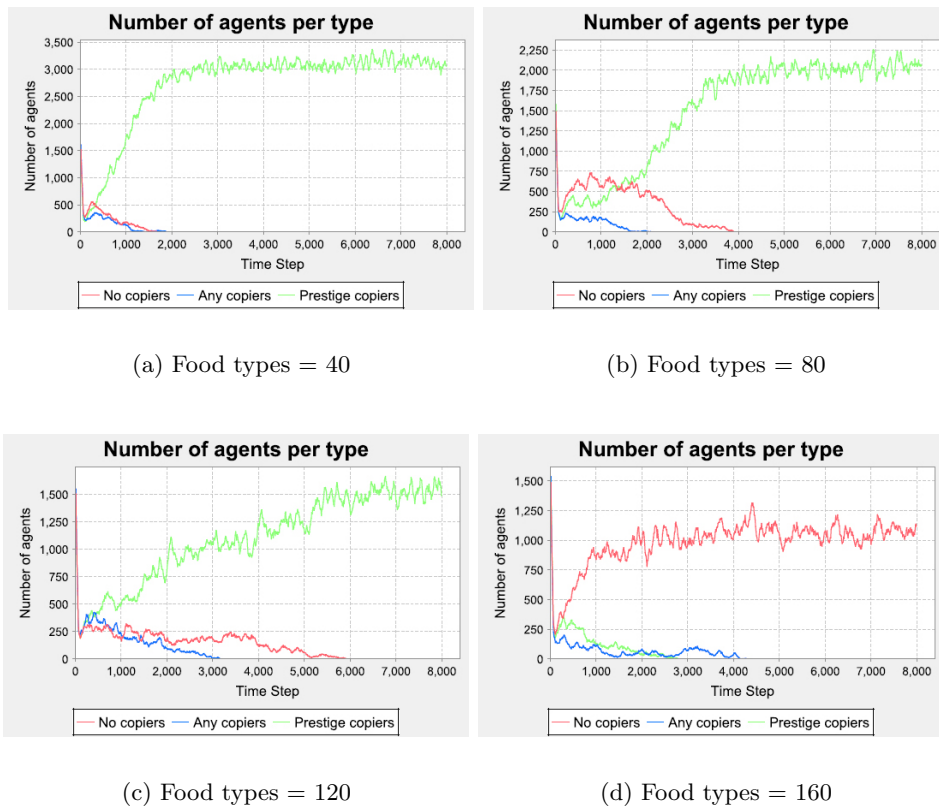 Number of agents per type
3,500
3,000
2,500
2,000
1,500
1,000
500
0
Number of agents
0 1,000 2,000 3,000 4,000 5,000 6,000 7,000 8,000
Time Step
No copiers Any copiers Prestige copiers
(a) Food types = 40
Number of agents per type
2,250
2,000
1,750
1,500
1,250
1,000
750
500
250
0
Number of agents
0 1,000 2,000 3,000 4,000 5,000 6,000 7,000 8,000
Time Step
No copiers Any copiers Prestige copiers
(b) Food types = 80
Number of agents per type
1,500
1,250
1,000
750
500
250
0
Number of agents
0 1,000 2,000 3,000 4,000 5,000 6,000 7,000 8,000
Time Step
No copiers Any copiers Prestige copiers
(c) Food types = 120
Number of agents per type
1,500
1,250
1,000
750
500
250
0
Number of agents
0 1,000 2,000 3,000 4,000 5,000 6,000 7,000 8,000
Time Step
No copiers Any copiers Prestige copiers
(d) Food types = 160